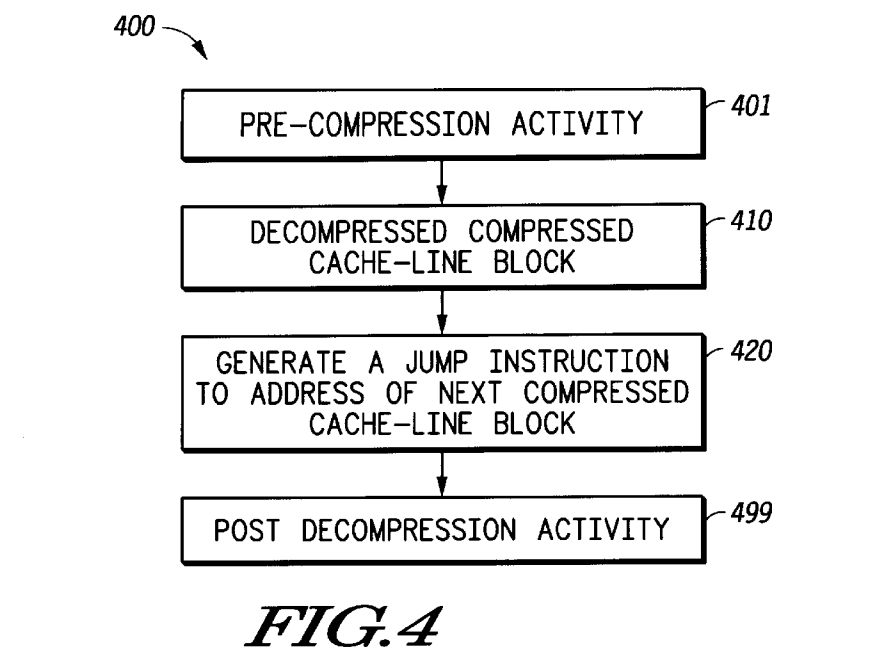 400
PRE-COMPRESSION ACTIVITY
401
DECOMPRESSED COMPRESSED
CACHE-LINE BLOCK
410
GENERATE A JUMP INSTRUCTION
TO ADDRESS OF NEXT COMPRESSED
CACHE-LINE BLOCK
420
POST DECOMPRESSION ACTIVITY
499
FIG.4